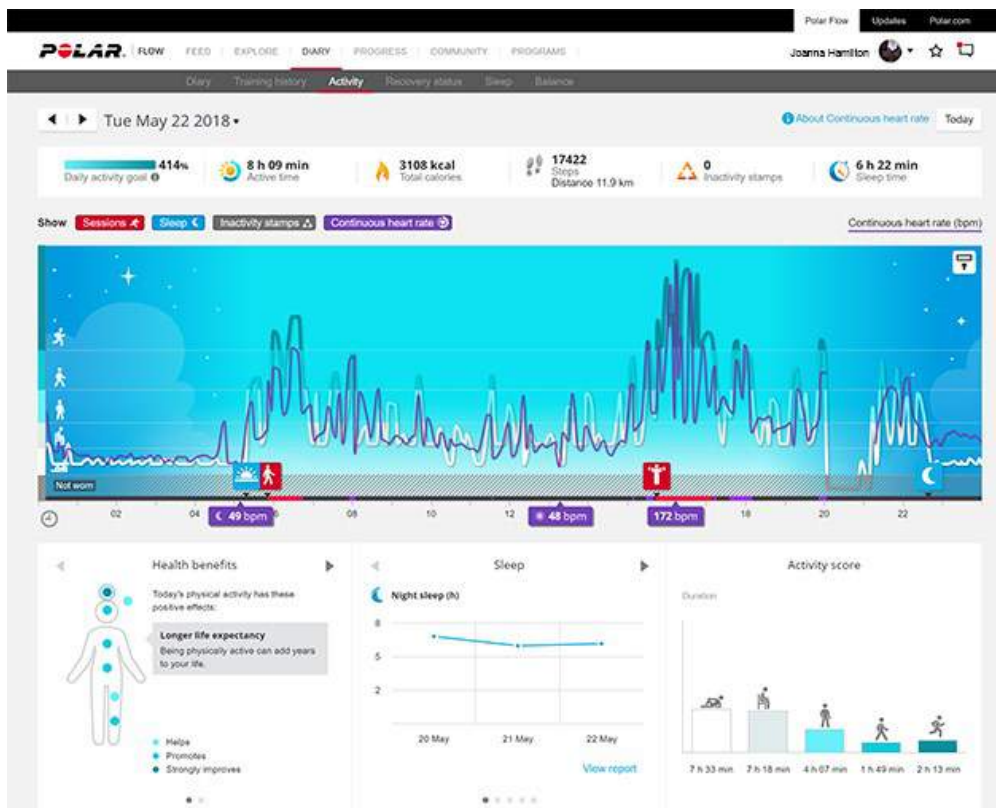 Polar Flow Updates Polar.com
POLAR. FLOW FEED EXPLORE DIARY PROGRESS COMMUNITY PROGRAMS Joanna Hamilton
Diary Training history Activity Recovery status Sleep Balance
Tue May 22 2018 About Continuous heart rate Today
414% Daily activity goal
8 h 09 min Active time
3108 kcal Total calories
17422 Steps
Distance 11.9 km
0 Inactivity stamps
6 h 22 min Sleep time
Show Sessions Sleep Inactivity stamps Continuous heart rate Continuous heart rate (bpm)
Not worn
02 04 6 08 10 12 18 20 22
49 bpm 48 bpm 172 bpm
Health benefits
Today's physical activity has these
positive effects:
Longer life expectancy
Being physically active can add years
to your life.
Helps
Promotes
Strongly improves
Sleep
Night sleep (h)
8
5
2
20 May 21 May 22 May
View report
Activity score
Duration
7 h 33 min 7 h 18 min 4 h 07 min 1 h 49 min 2 h 13 min